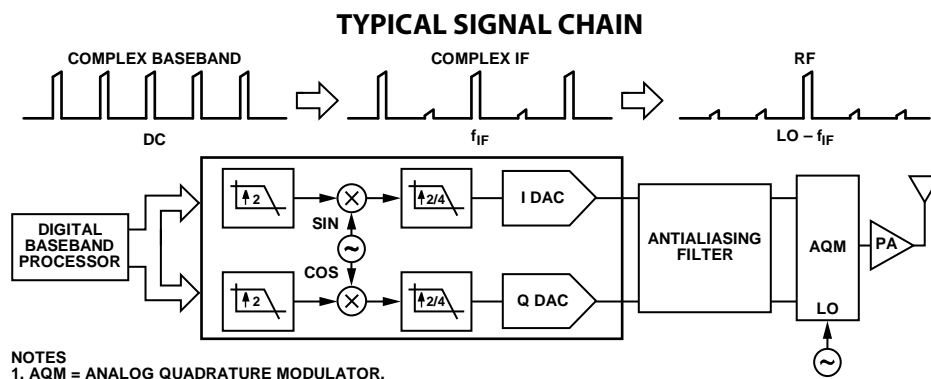 TYPICAL SIGNAL CHAIN
COMPLEX BASEBAND
COMPLEX IF
RF
DC
fIF
LO – fIF
DIGITAL
BASEBAND
PROCESSOR
2
SIN
2/4
I DAC
COS
2
2/4
Q DAC
ANTIALIASING
FILTER
AQM
LO
PA
NOTES
1. AQM = ANALOG QUADRATURE MODULATOR.